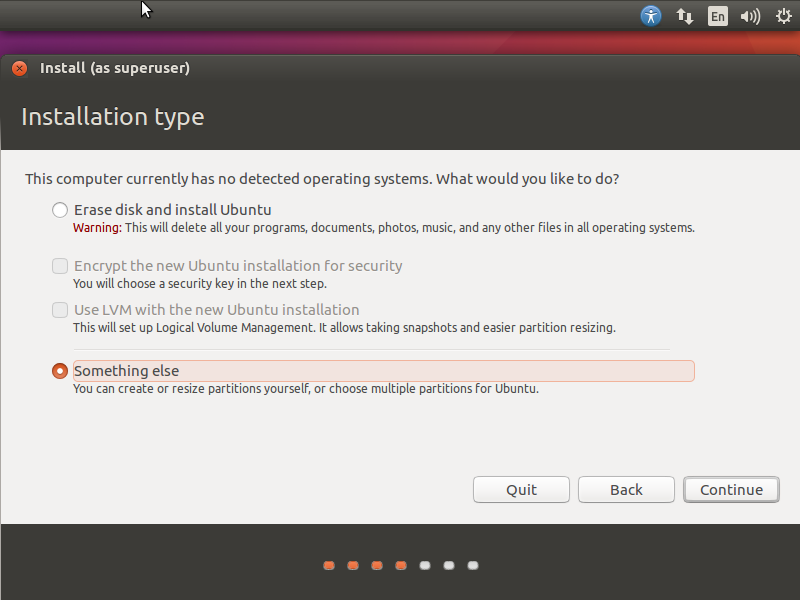 En
Install (as superuser)
Installation type
This computer currently has no detected operating systems. What would you like to do?
Erase disk and install Ubuntu
Warning: This will delete all your programs, documents, photos, music, and any other files in all operating systems.
Encrypt the new Ubuntu installation for security
You will choose a security key in the next step.
Use LVM with the new Ubuntu installation
This will set up Logical Volume Management. It allows taking snapshots and easier partition resizing.
Something else
You can create or resize partitions yourself, or choose multiple partitions for Ubuntu.
Quit Back Continue